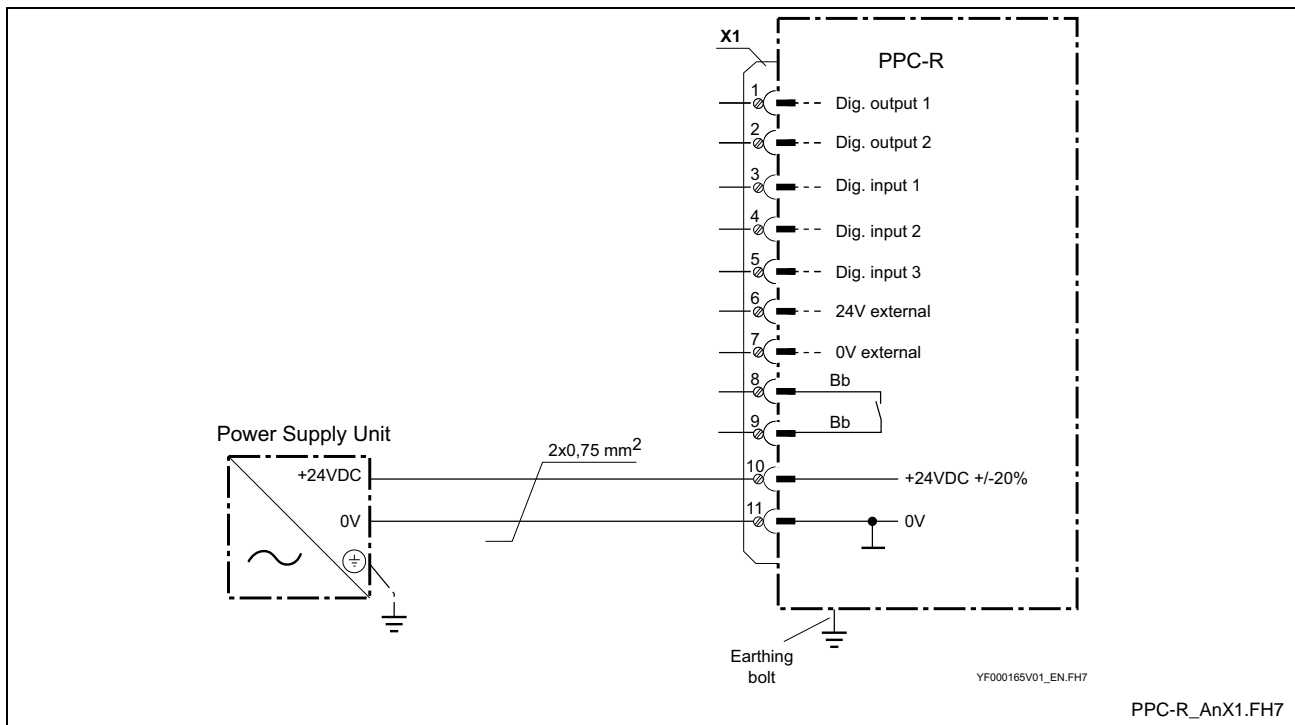 X1
PPC-R
1
Dig. output 1
2
Dig. output 2
3
Dig. input 1
4
Dig. input 2
5
Dig. input 3
6
24V external
7
0V external
8
Bb
9
Bb
Power Supply Unit
2x0,75 mm²
+24VDC
10
+24VDC +/-20%
0V
11
0V
Earthing
bolt
YF000165V01_EN.FH7
PPC-R_AnX1.FH7